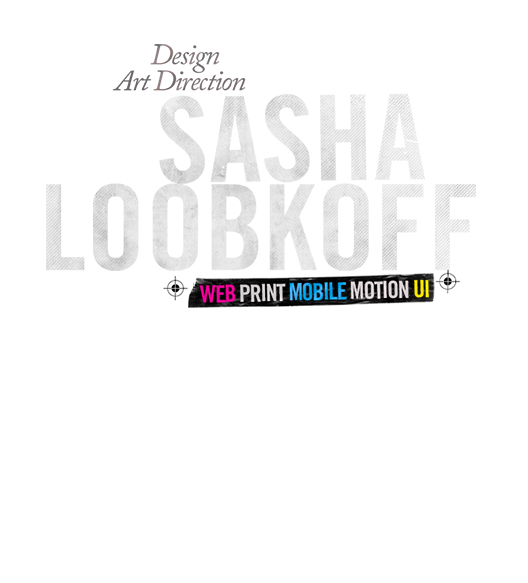 Design
Art Direction
SASHA
LOOBKOFF
WEB PRINT MOBILE MOTION UI